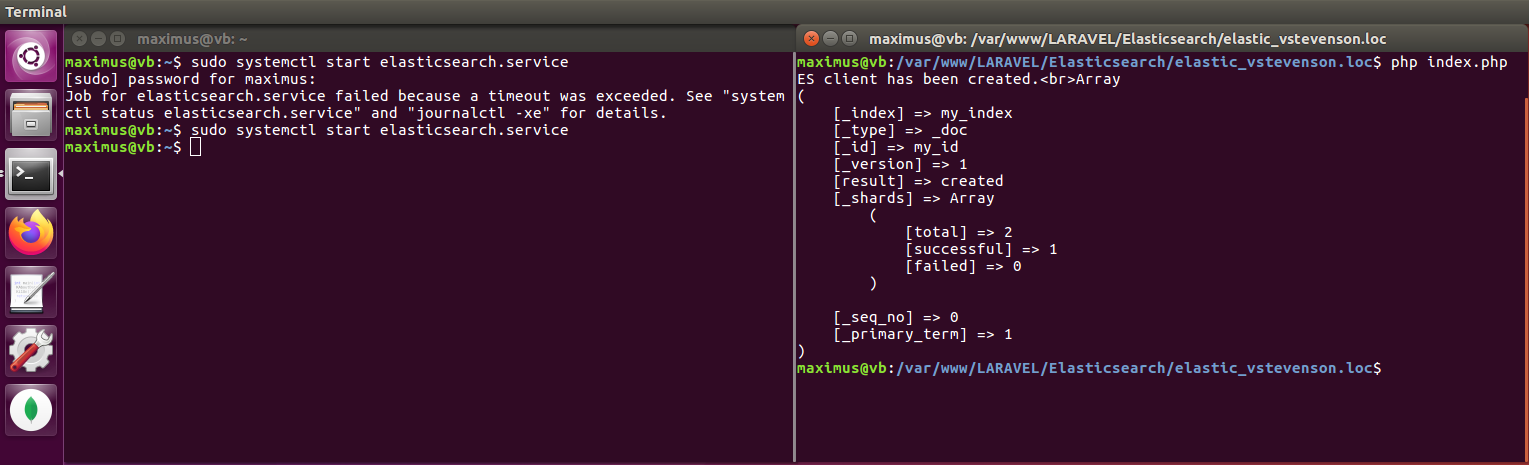 Terminal
maximus@vb: ~
maximus@vb:~$ sudo systemctl start elasticsearch.service
[sudo] password for maximus:
Job for elasticsearch.service failed because a timeout was exceeded. See "system
ctl status elasticsearch.service" and "journalctl -xe" for details.
maximus@vb:~$ sudo systemctl start elasticsearch.service
maximus@vb:~$
maximus@vb: /var/www/LARAVEL/Elasticsearch/elastic_vstevenson.loc
maximus@vb:/var/www/LARAVEL/Elasticsearch/elastic_vstevenson.loc$ php index.php
ES client has been created.<br>Array
(
    [_index] => my_index
    [_type] => _doc
    [_id] => my_id
    [_version] => 1
    [result] => created
    [_shards] => Array
        (
            [total] => 2
            [successful] => 1
            [failed] => 0
        )

    [_seq_no] => 0
    [_primary_term] => 1
)
maximus@vb:/var/www/LARAVEL/Elasticsearch/elastic_vstevenson.loc$